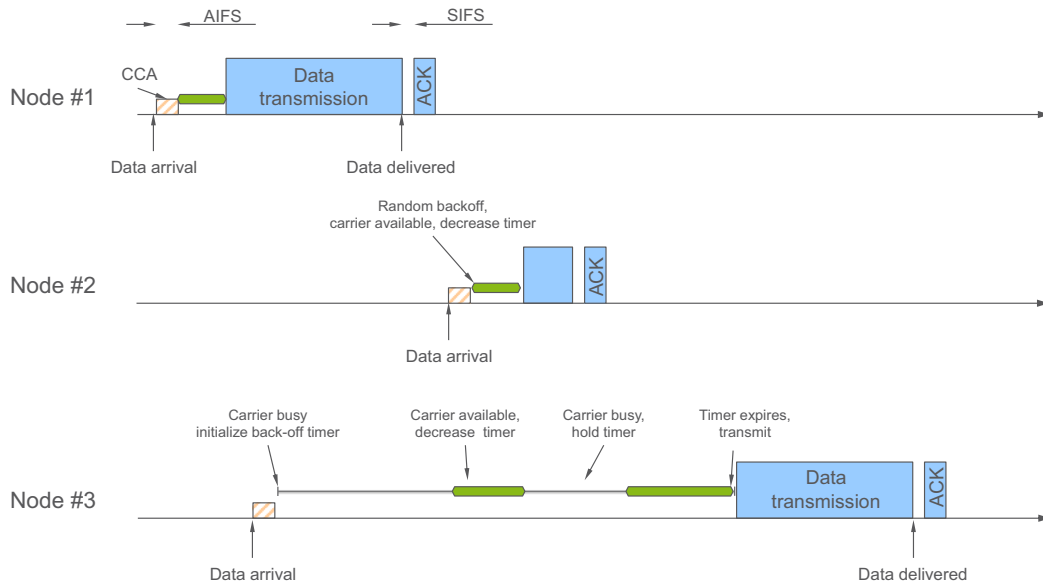 AIFS
SIFS
CCA
Node #1
Data
transmission
ACK
Data arrival
Data delivered
Random backoff,
carrier available, decrease timer
Node #2
ACK
Data arrival
Carrier busy
initialize back-off timer
Carrier available,
decrease timer
Carrier busy,
hold timer
Timer expires,
transmit
Node #3
Data
transmission
ACK
Data arrival
Data delivered